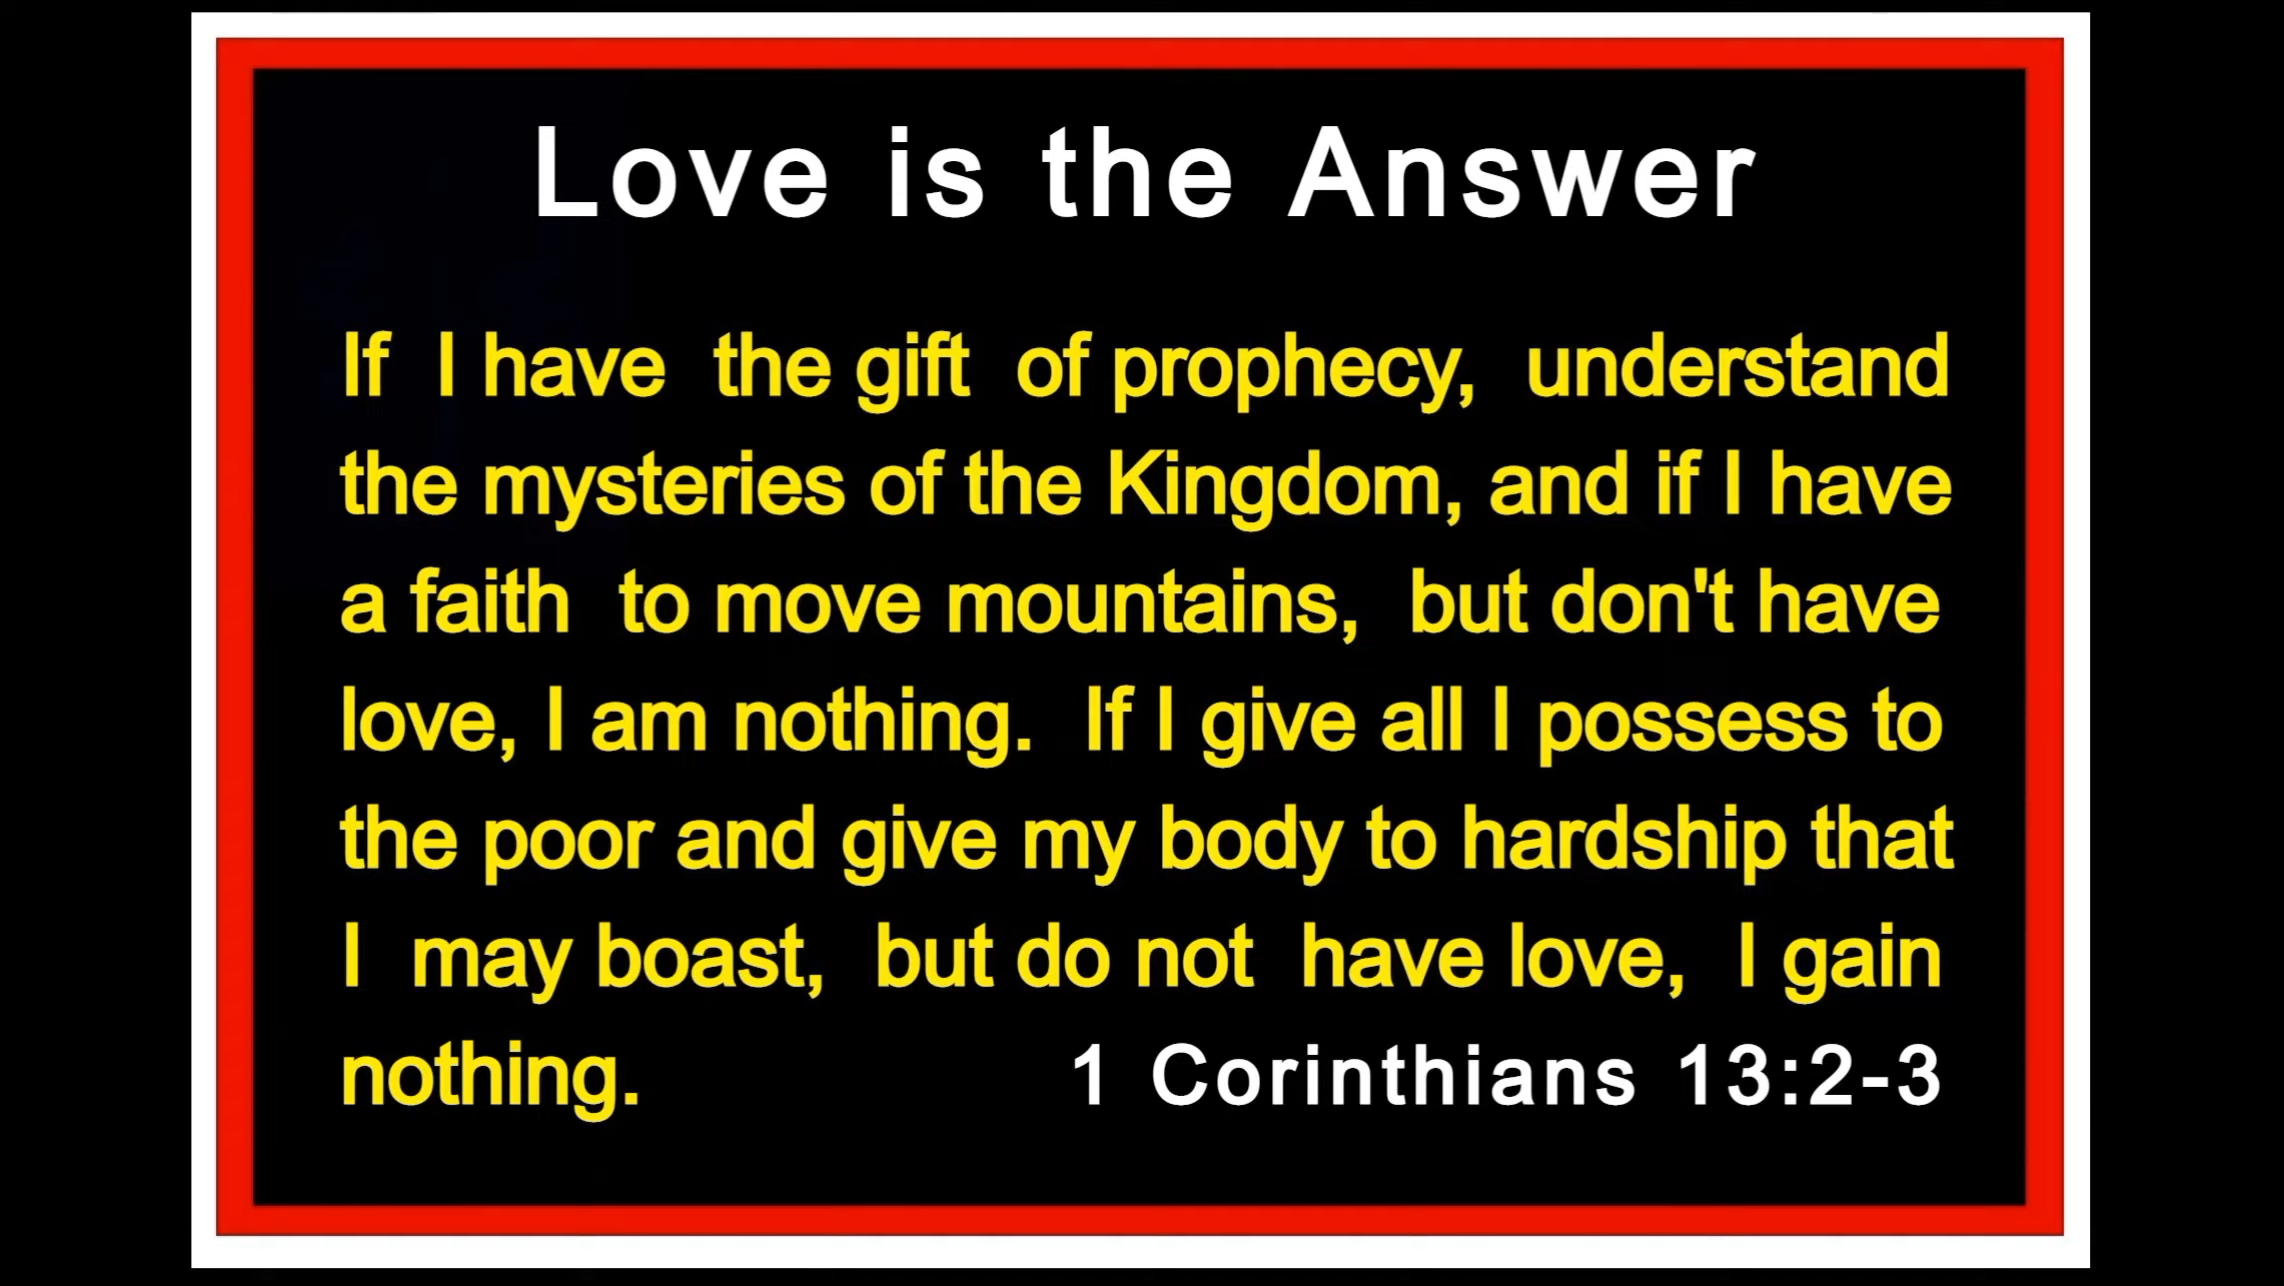 Love is the Answer
If I have the gift of prophecy, understand
the mysteries of the Kingdom, and if I have
a faith to move mountains, but don't have
love, I am nothing. If I give all I possess to
the poor and give my body to hardship that
I may boast, but do not have love, I gain
nothing. 1 Corinthians 13:2-3